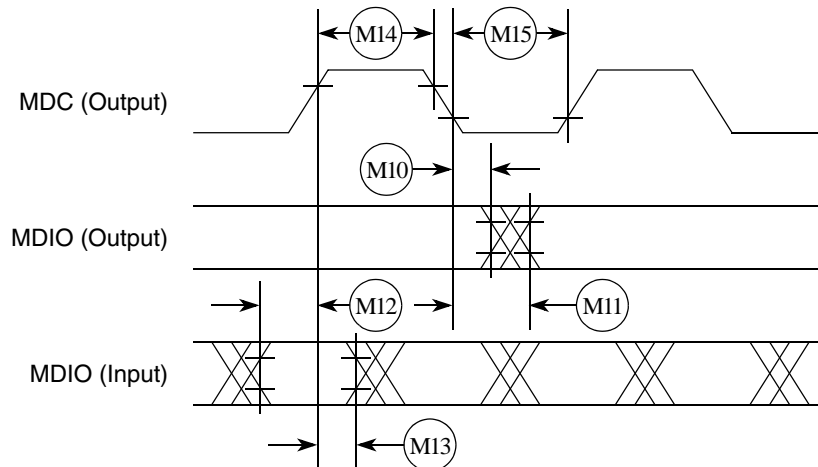 M14
M15
MDC (Output)
M10
MDIO (Output)
M12
M11
MDIO (Input)
M13